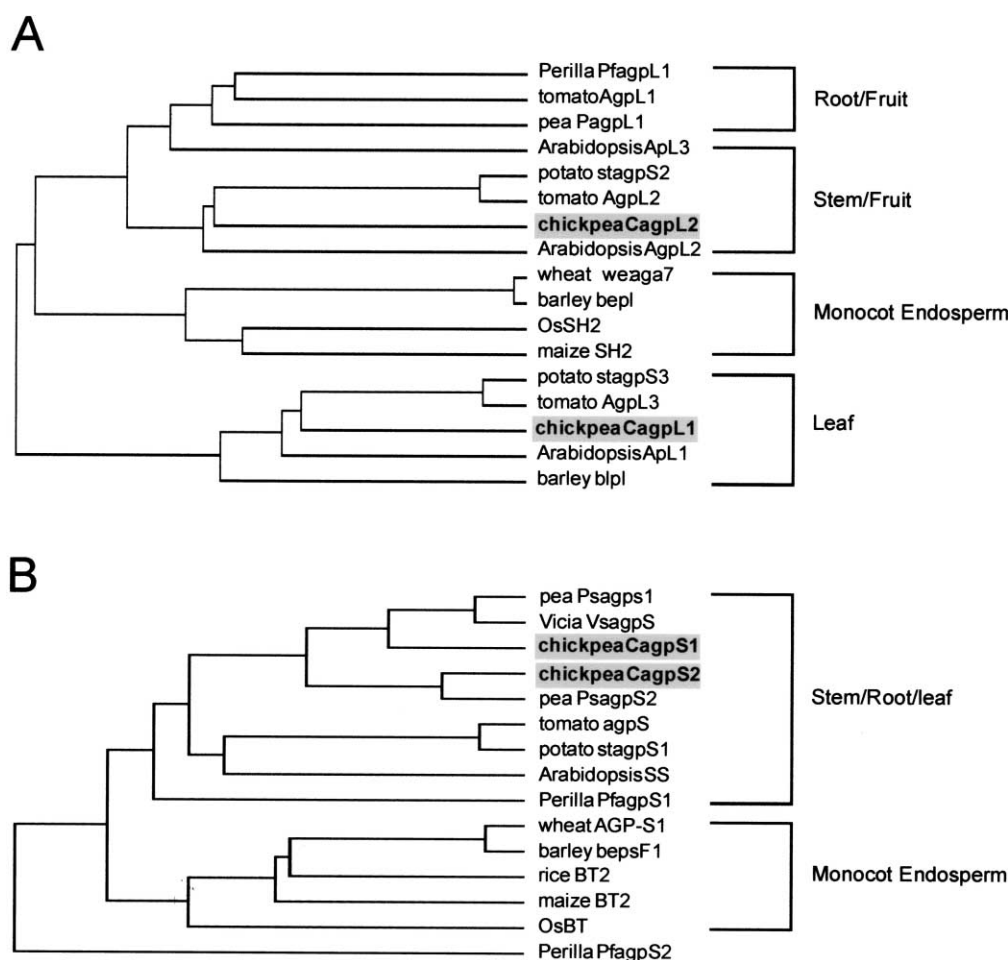 A
Perilla PfagpL1
tomatoAgpL1
pea PagpL1
ArabidopsisApL3
potato stagpS2
tomato AgpL2
chickpeaCagpL2
ArabidopsisAgpL2
wheat weaga7
barley bepl
OsSH2
maize SH2
potato stagpS3
tomato AgpL3
chickpeaCagpL1
ArabidopsisApL1
barley blpl
Root/Fruit
Stem/Fruit
Monocot Endosperm
Leaf
B
pea Psagps1
Vicia VsagpS
chickpeaCagpS1
chickpeaCagpS2
pea PsagpS2
tomato agpS
potato stagpS1
ArabidopsisSS
Perilla PfagpS1
wheat AGP-S1
barley bepsF1
rice BT2
maize BT2
OsBT
Perilla PfagpS2
Stem/Root/leaf
Monocot Endosperm